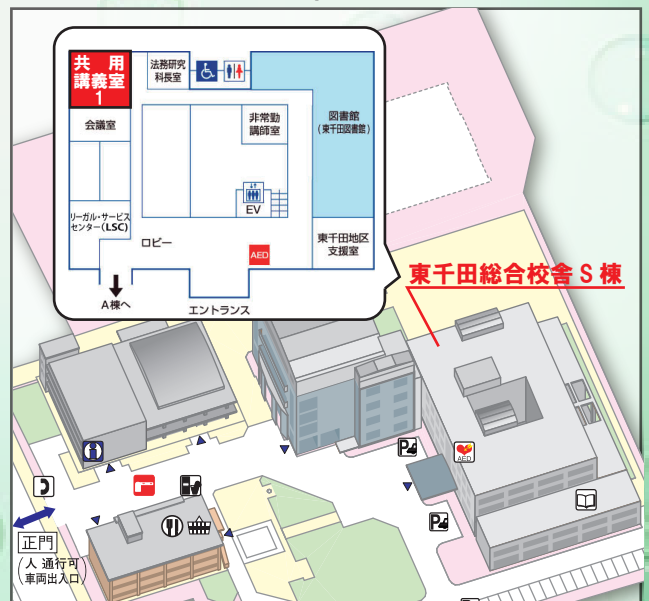 共用
講義室
1
法務研究
科長室
会議室
非常勤
講師室
図書館
(東千田図書館)
EV
リーガル・サービス
センター(LSC)
ロビー
AED
東千田地区
支援室
A棟へ
エントランス
東千田総合校舎 S 棟
P
AED
P
正門
(人 通行可
車両出入口)